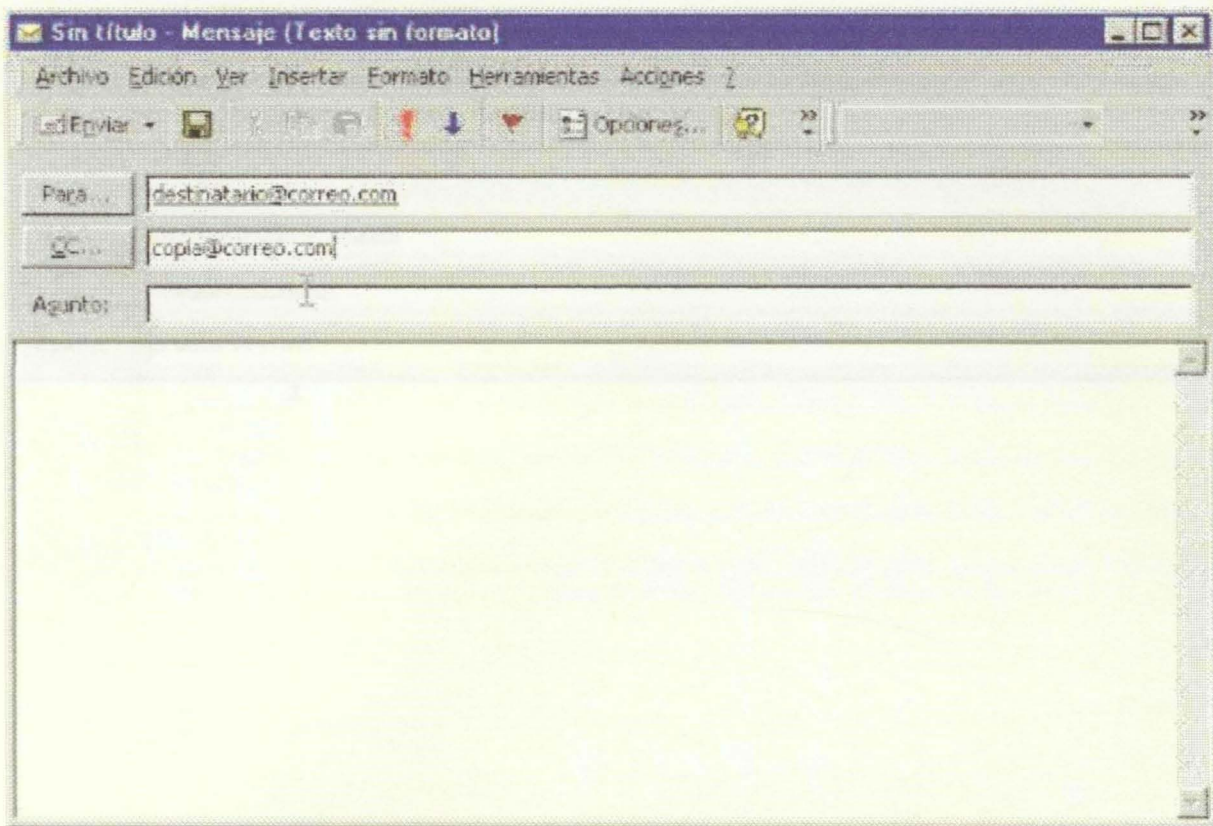 Sin título - Mensaje (Texto sin formato)
Archivo Edición Ver Insertar Formato Herramientas Acciones ?
Enviar Opciones...
Para... destinatario@correo.com
CC... copia@correo.com
Asunto: